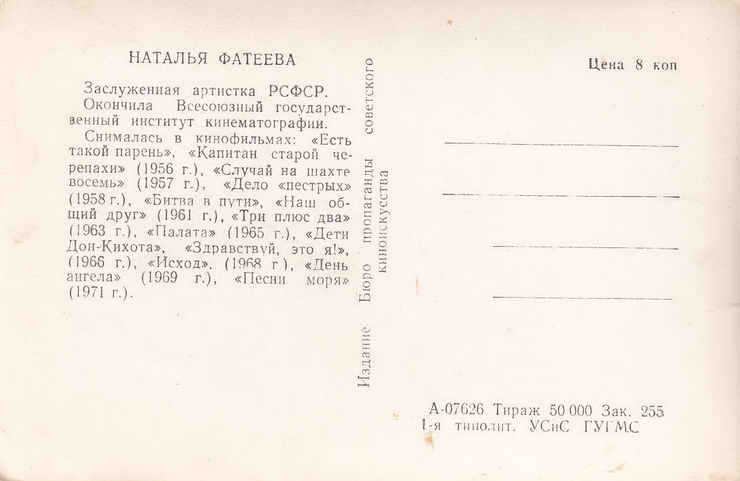 НАТАЛЬЯ ФАТЕЕВА
Заслуженная артистка РСФСР.
Окончила Всесоюзный государст-
венный институт кинематографии.
Снималась в кинофильмах: «Есть
такой парень», «Капитан старой че-
репахи» (1956 г.), «Случай на шахте
восемь» (1957 г.), «Дело «пестрых»
(1958 г.), «Битва в пути», «Наш об-
щий друг» (1961 г.), «Три плюс два»
(1963 г.), «Палата» (1965 г.), «Дети
Дон-Кихота», «Здравствуй, это я!»,
(1966 г.), «Исход», (1968 г.), «День
ангела» (1969 г.), «Песни моря»
(1971 г.).
Издание Бюро пропаганды советского
киноискусства
Цена 8 коп
А-07626 Тираж 50 000 Зак. 255
1-я типолит. УСиС ГУГМС